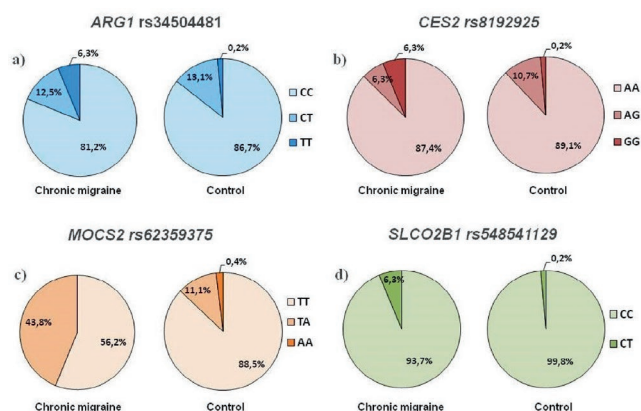 ARG1 rs34504481
a)
6,3%
12,5%
81,2%
Chronic migraine
0,2%
13,1%
86,7%
Control
CC
CT
TT
CES2 rs8192925
b)
6,3%
6,3%
87,4%
Chronic migraine
0,2%
10,7%
89,1%
Control
AA
AG
GG
MOCS2 rs62359375
c)
43,8%
56,2%
Chronic migraine
0,4%
11,1%
88,5%
Control
TT
TA
AA
SLCO2B1 rs548541129
d)
6,3%
93,7%
Chronic migraine
0,2%
99,8%
Control
CC
CT